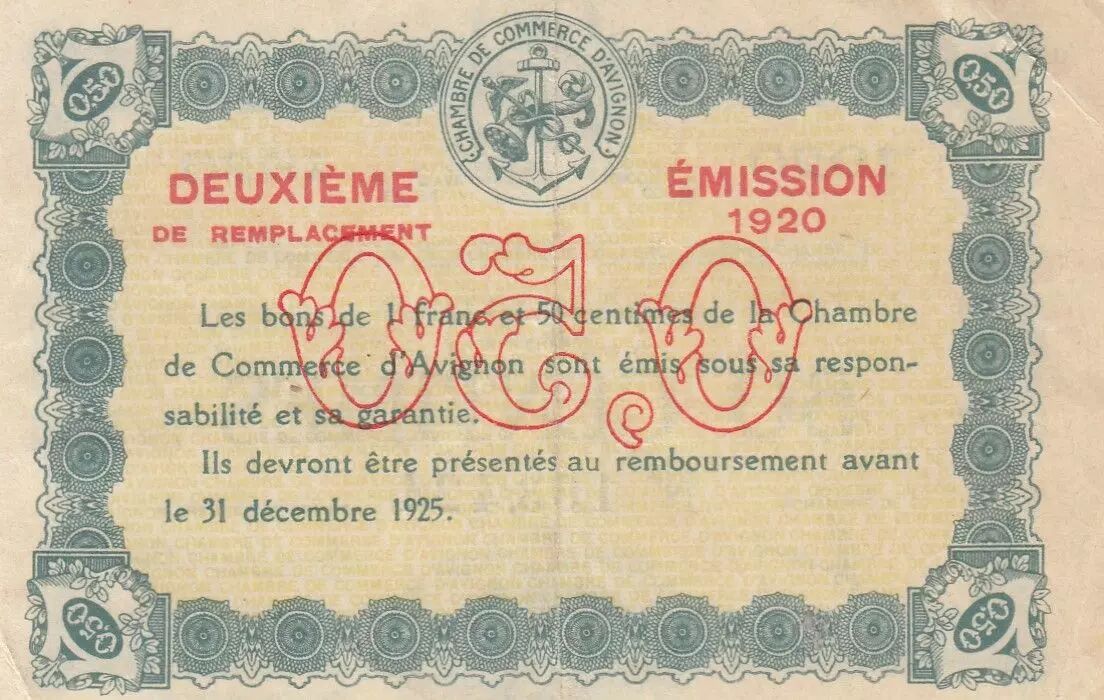 0.50
CHAMBRE DE COMMERCE D'AVIGNON
0.50
DEUXIÈME ÉMISSION
DE REMPLACEMENT 1920
0,50
Les bons de 1 franc et 50 centimes de la Chambre
de Commerce d'Avignon sont émis sous sa respon-
sabilité et sa garantie.
Ils devront être présentés au remboursement avant
le 31 décembre 1925.
0.50
0.50